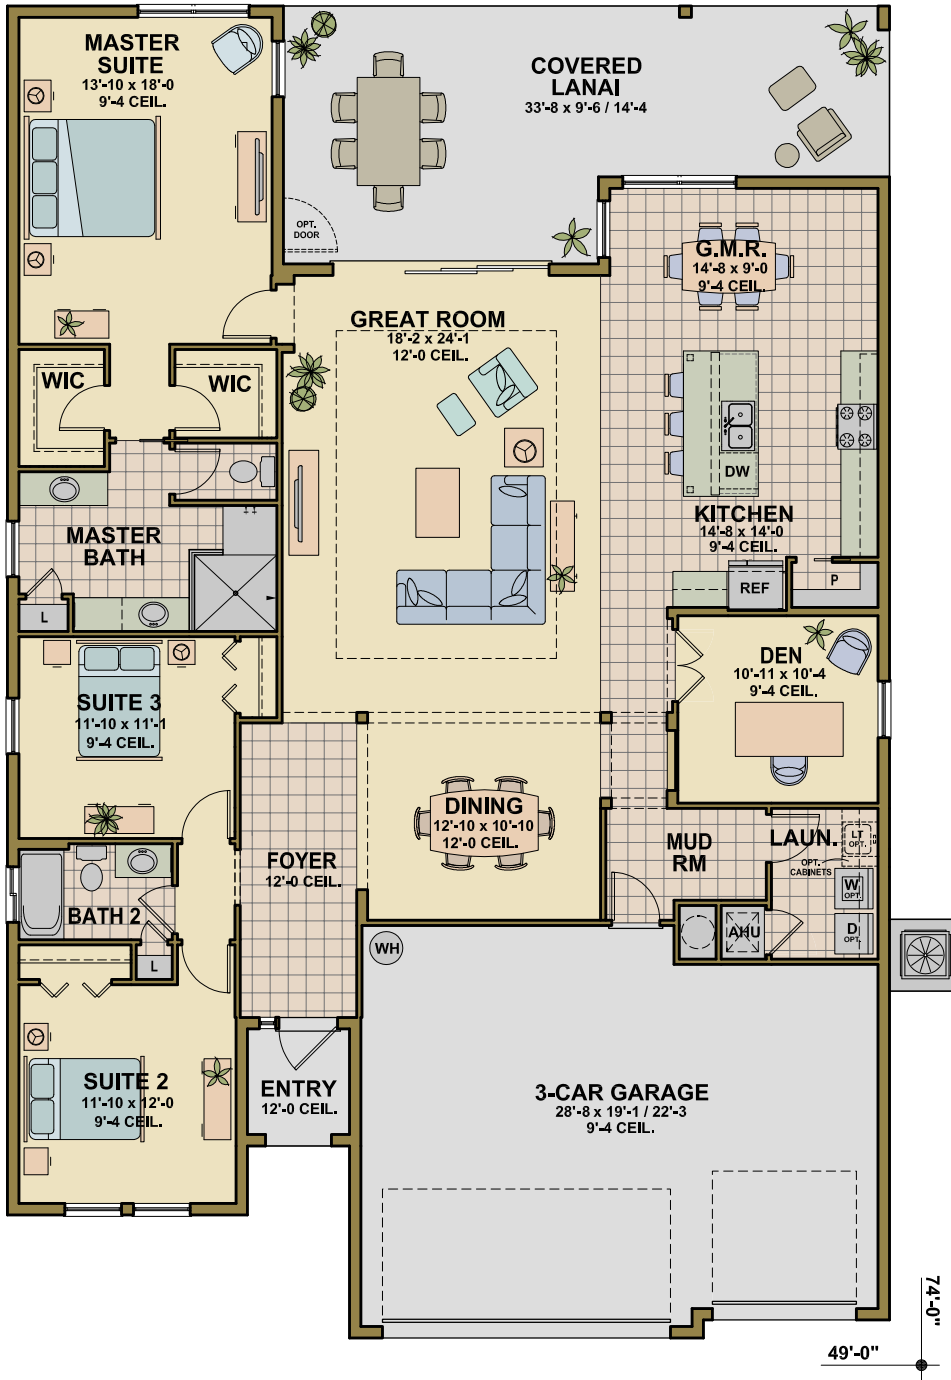 MASTER
SUITE
13'-10 x 18'-0
9'-4 CEIL.
COVERED
LANAI
33'-8 x 9'-6 / 14'-4
OPT.
DOOR
G.M.R.
14'-8 x 9'-0
9'-4 CEIL.
GREAT ROOM
18'-2 x 24'-1
12'-0 CEIL.
WIC
WIC
DW
KITCHEN
14'-8 x 14'-0
9'-4 CEIL.
MASTER
BATH
REF
P
L
DEN
10'-11 x 10'-4
9'-4 CEIL.
SUITE 3
11'-10 x 11'-1
9'-4 CEIL.
DINING
12'-10 x 10'-10
12'-0 CEIL.
MUD
RM
LAUN.
LT
OPT.
OPT.
CABINETS
W
OPT.
D
OPT.
FOYER
12'-0 CEIL.
BATH 2
L
AHU
WH
SUITE 2
11'-10 x 12'-0
9'-4 CEIL.
ENTRY
12'-0 CEIL.
3-CAR GARAGE
28'-8 x 19'-1 / 22'-3
9'-4 CEIL.
74'-0"
49'-0"